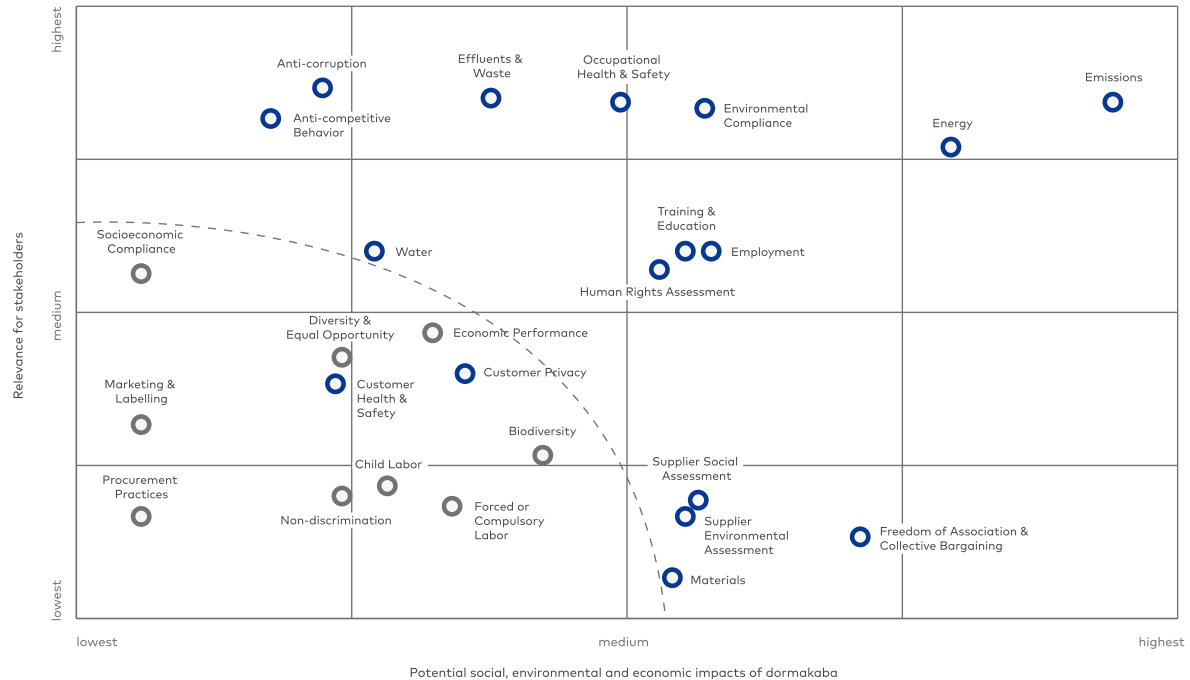 highest
Anti-corruption
Effluents &
Waste
Occupational
Health & Safety
Emissions
Anti-competitive
Behavior
Environmental
Compliance
Energy
Relevance for stakeholders
Socioeconomic
Compliance
Water
Training &
Education
Employment
Human Rights Assessment
medium
Diversity &
Equal Opportunity
Economic Performance
Marketing &
Labelling
Customer
Health &
Safety
Customer Privacy
Biodiversity
Child Labor
Supplier Social
Assessment
Procurement
Practices
Non-discrimination
Forced or
Compulsory
Labor
Supplier
Environmental
Assessment
Freedom of Association &
Collective Bargaining
Materials
lowest
lowest
medium
highest
Potential social, environmental and economic impacts of dormakaba